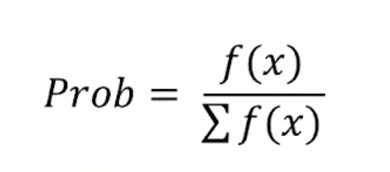 Prob = f(x) / ∑ f(x)